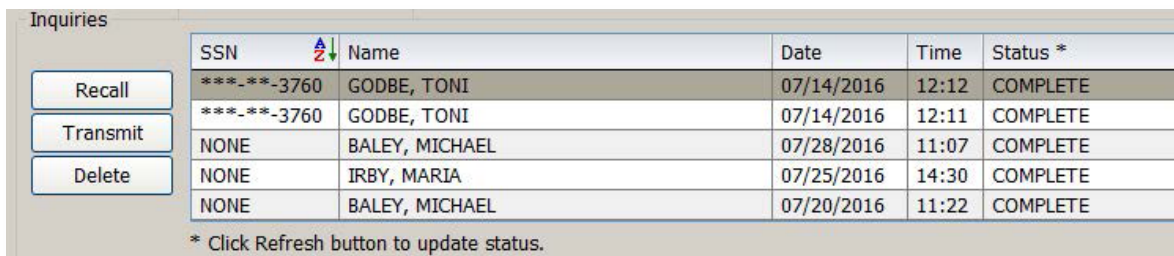 Inquiries
SSN Name Date Time Status *
Recall
***-**-3760 GODBE, TONI 07/14/2016 12:12 COMPLETE
***-**-3760 GODBE, TONI 07/14/2016 12:11 COMPLETE
Transmit
NONE BALEY, MICHAEL 07/28/2016 11:07 COMPLETE
Delete
NONE IRBY, MARIA 07/25/2016 14:30 COMPLETE
NONE BALEY, MICHAEL 07/20/2016 11:22 COMPLETE
* Click Refresh button to update status.